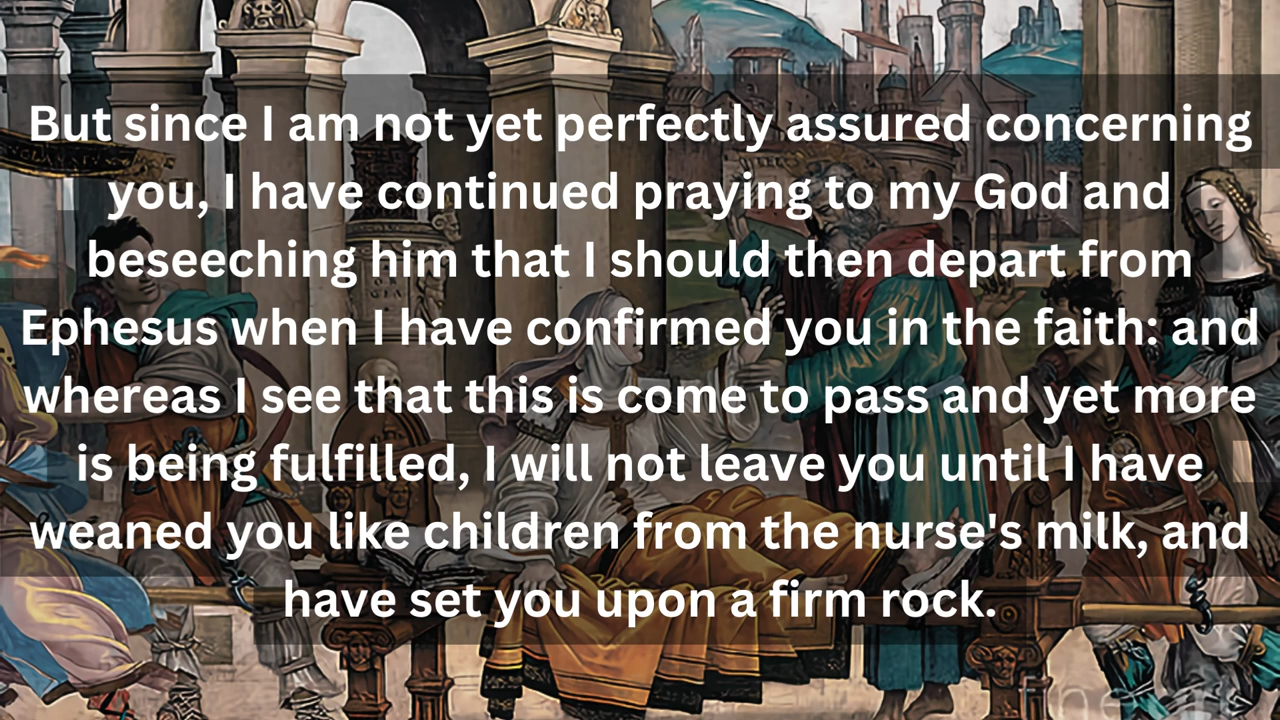 But since I am not yet perfectly assured concerning
you, I have continued praying to my God and
beseeching him that I should then depart from
Ephesus when I have confirmed you in the faith: and
whereas I see that this is come to pass and yet more
is being fulfilled, I will not leave you until I have
weaned you like children from the nurse's milk, and
have set you upon a firm rock.